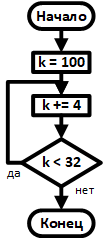 Начало
k = 100
k += 4
k < 32
да
нет
Конец